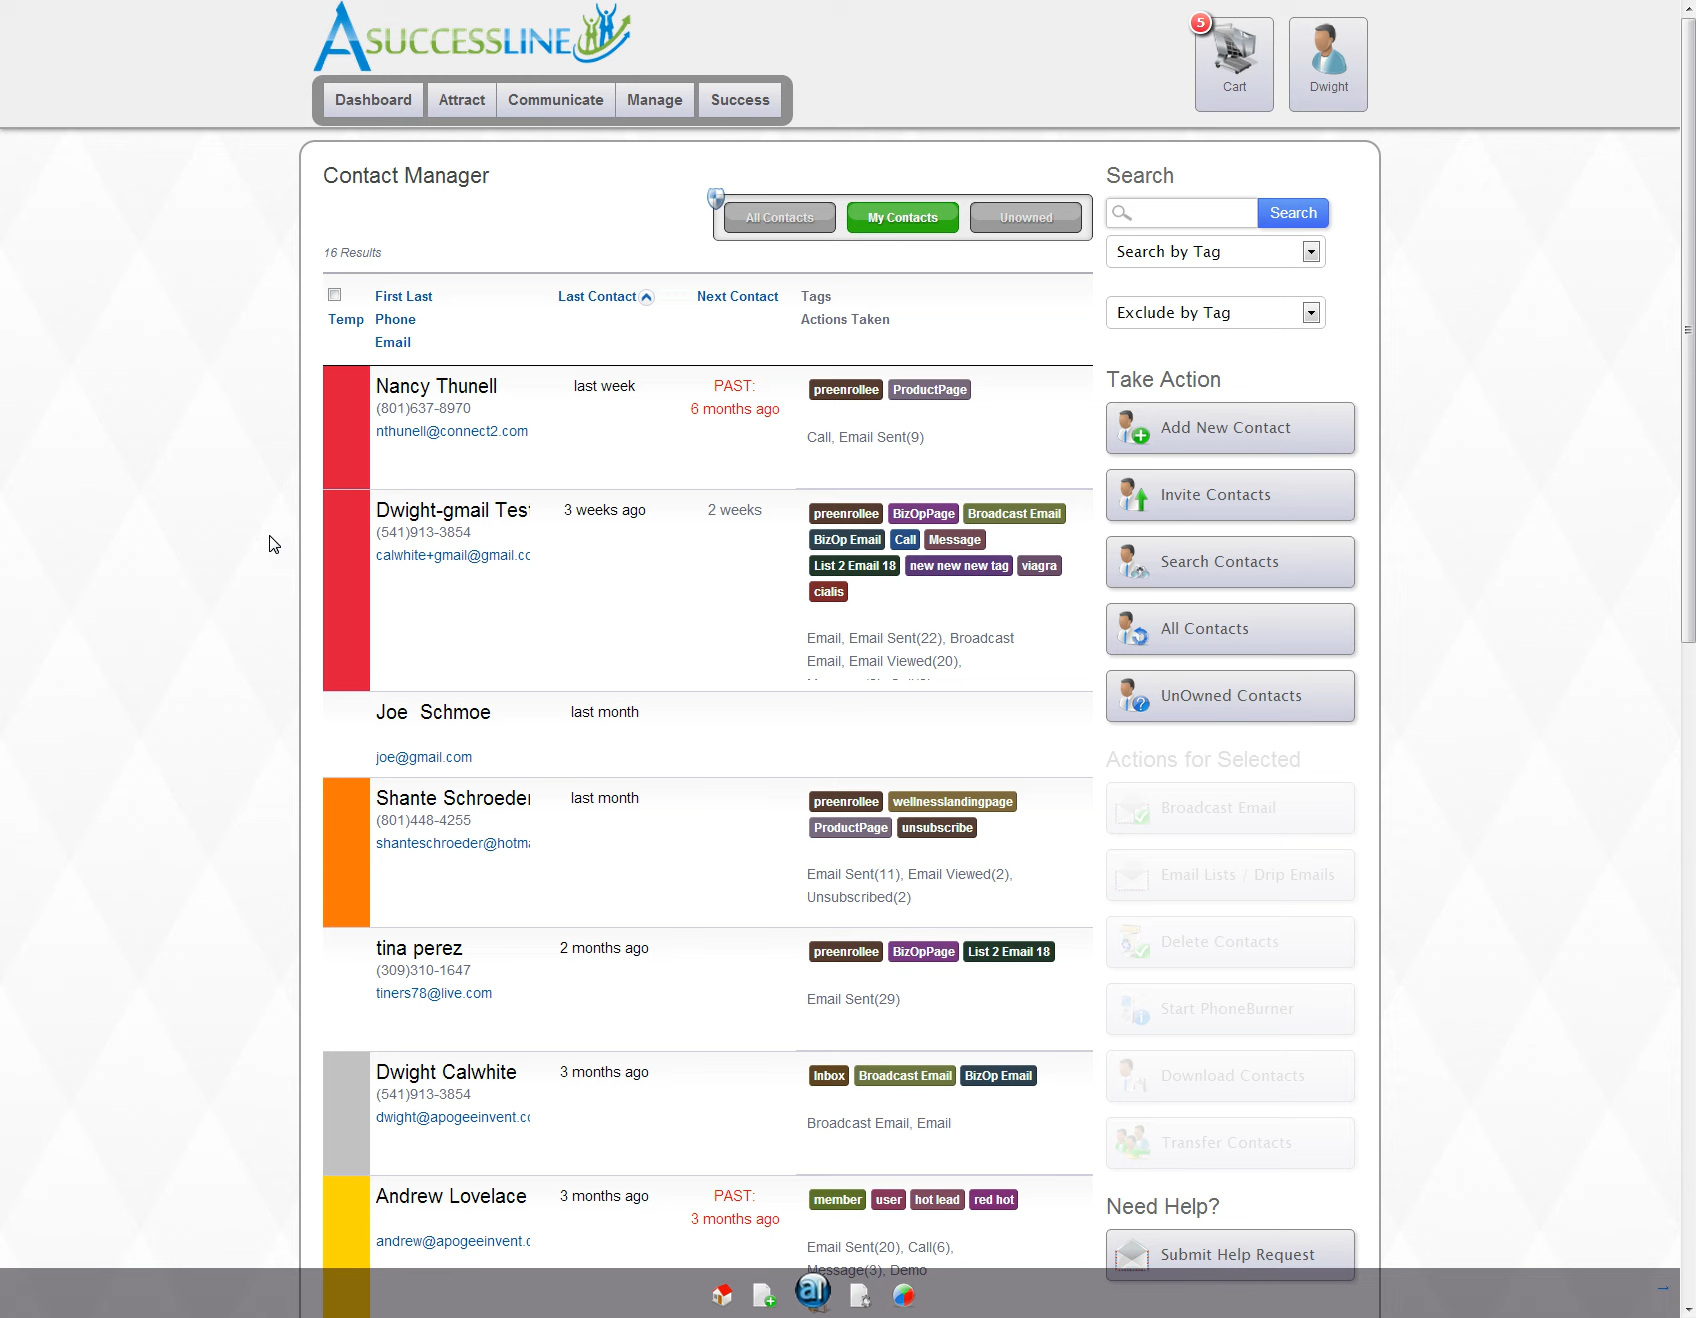 ASUCCESSLINE
5
Cart
Dwight
Dashboard
Attract
Communicate
Manage
Success
Contact Manager
All Contacts
My Contacts
Unowned
16 Results
First Last
Last Contact
Next Contact
Tags
Temp
Phone
Actions Taken
Email
Nancy Thunell
last week
PAST:
preenrollee
ProductPage
(801)637-8970
6 months ago
nthunell@connect2.com
Call, Email Sent(9)
Dwight-gmail Tes
3 weeks ago
2 weeks
preenrollee
BizOpPage
Broadcast Email
(541)913-3854
BizOp Email
Call
Message
calwhite+gmail@gmail.cc
List 2 Email 18
new new new tag
viagra
cialis
Email, Email Sent(22), Broadcast
Email, Email Viewed(20),
Joe Schmoe
last month
joe@gmail.com
Shante Schroeder
last month
preenrollee
wellnesslandingpage
(801)448-4255
ProductPage
unsubscribe
shanteschroeder@hotm
Email Sent(11), Email Viewed(2),
Unsubscribed(2)
tina perez
2 months ago
preenrollee
BizOpPage
List 2 Email 18
(309)310-1647
tiners78@live.com
Email Sent(29)
Dwight Calwhite
3 months ago
Inbox
Broadcast Email
BizOp Email
(541)913-3854
dwight@apogeeinvent.cc
Broadcast Email, Email
Andrew Lovelace
3 months ago
PAST:
member
user
hot lead
red hot
3 months ago
andrew@apogeeinvent.c
Email Sent(20), Call(6),
Message(3), Demo
Search
Search
Search by Tag
Exclude by Tag
Take Action
Add New Contact
Invite Contacts
Search Contacts
All Contacts
UnOwned Contacts
Actions for Selected
Broadcast Email
Email Lists / Drip Emails
Delete Contacts
Start PhoneBurner
Download Contacts
Transfer Contacts
Need Help?
Submit Help Request
aI